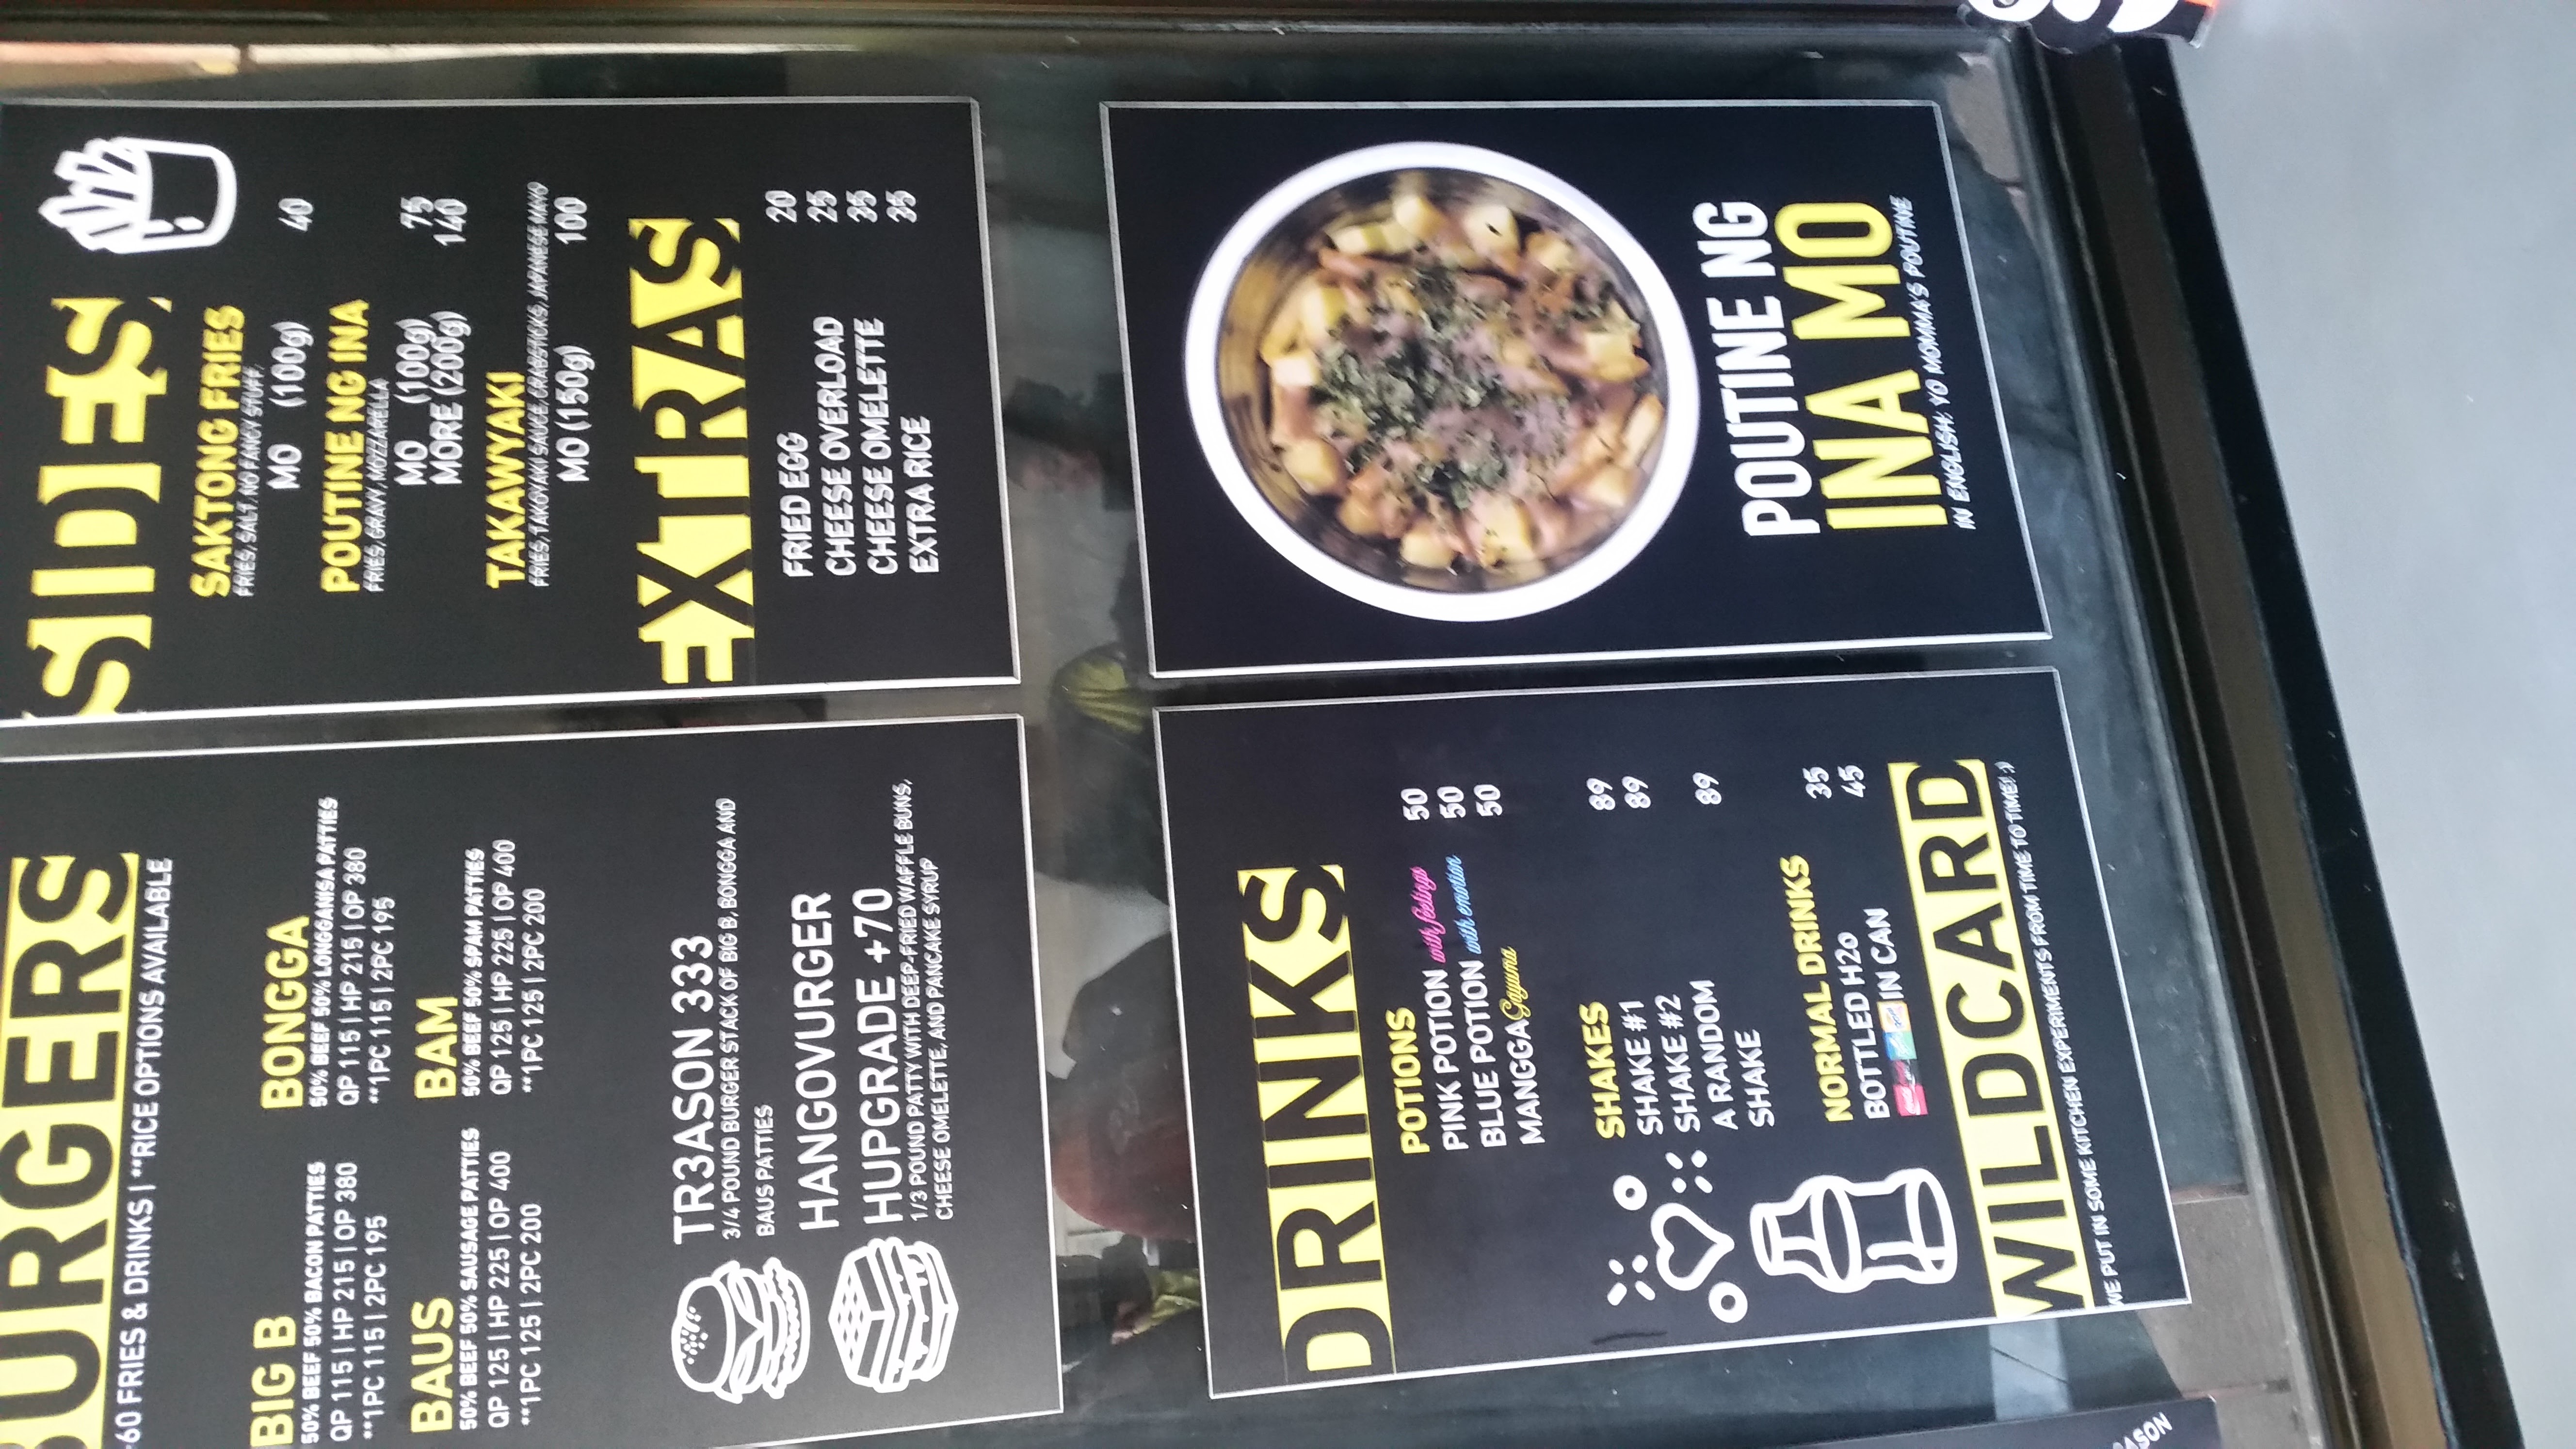 BURGERS
60 FRIES & DRINKS | **RICE OPTIONS AVAILABLE
BIG B
50% BEEF 50% BACON PATTIES
QP 115 | HP 215 | OP 380
**1PC 115 | 2PC 195
BONGGA
50% BEEF 50% LONGGANISA PATTIES
QP 115 | HP 215 | OP 380
**1PC 115 | 2PC 195
BAUS
50% BEEF 50% SAUSAGE PATTIES
QP 125 | HP 225 | OP 400
**1PC 125 | 2PC 200
BAM
50% BEEF 50% SPAM PATTIES
QP 125 | HP 225 | OP 400
**1PC 125 | 2PC 200
TR3ASON 333
3/4 POUND BURGER STACK OF BIG B, BONGGA AND
BAUS PATTIES
HANGOVURGER
HUPGRADE +70
1/3 POUND PATTY WITH DEEP-FRIED WAFFLE BUNS,
CHEESE OMELETTE, AND PANCAKE SYRUP
SIDES
SAKTONG FRIES
FRIES, SALT, NO FANCY STUFF,
MO (100g) 40
POUTINE NG INA
FRIES, GRAVY, MOZZARELLA
MO (100g) 75
MORE (200g) 140
TAKAWYAKI
FRIES, TAKOYAKI SAUCE, CRABSTICKS, JAPANESE MAYO
MO (150g) 100
EXTRAS
FRIED EGG 20
CHEESE OVERLOAD 25
CHEESE OMELETTE 35
EXTRA RICE 35
DRINKS
POTIONS
PINK POTION with feelings 50
BLUE POTION with emotion 50
MANGGA Gayuma 50
SHAKES
SHAKE #1 89
SHAKE #2 89
A RANDOM
SHAKE 89
NORMAL DRINKS
BOTTLED H2o 35
IN CAN 45
WILDCARD
WE PUT IN SOME KITCHEN EXPERIMENTS FROM TIME TO TIME! :)
POUTINE NG
INA MO
IN ENGLISH: YO MOMMA'S POUTINE
ASON